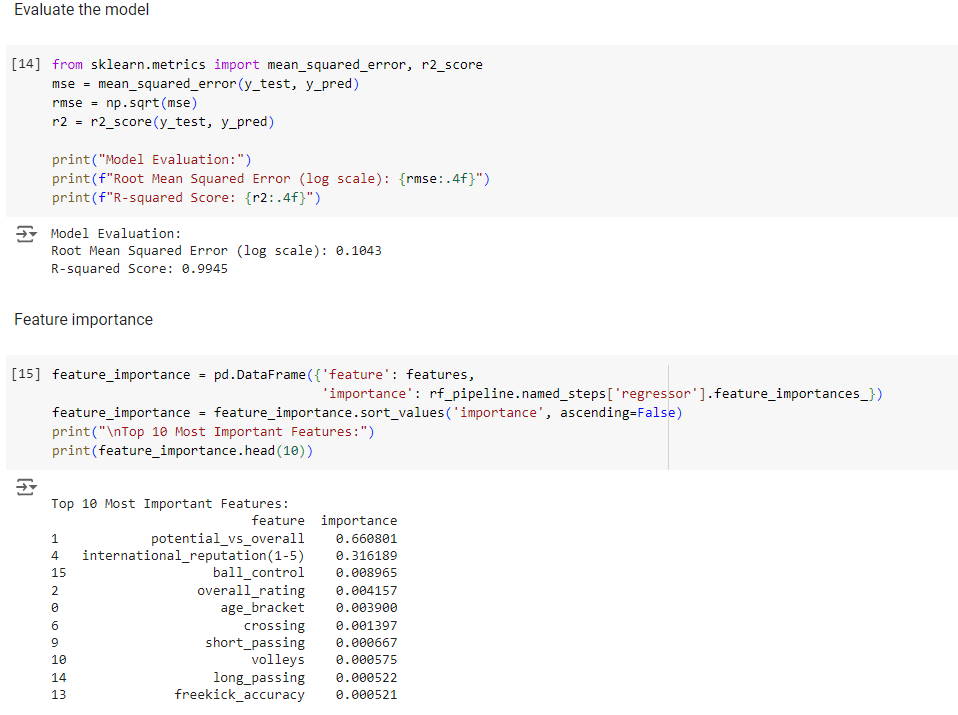 Evaluate the model
[14] from sklearn.metrics import mean_squared_error, r2_score
mse = mean_squared_error(y_test, y_pred)
rmse = np.sqrt(mse)
r2 = r2_score(y_test, y_pred)
print("Model Evaluation:")
print(f"Root Mean Squared Error (log scale): {rmse:.4f}")
print(f"R-squared Score: {r2:.4f}")
Model Evaluation:
Root Mean Squared Error (log scale): 0.1043
R-squared Score: 0.9945
Feature importance
[15] feature_importance = pd.DataFrame({'feature': features,
'importance': rf_pipeline.named_steps['regressor'].feature_importances_})
feature_importance = feature_importance.sort_values('importance', ascending=False)
print("\nTop 10 Most Important Features:")
print(feature_importance.head(10))
Top 10 Most Important Features:
feature importance
1 potential_vs_overall 0.660801
4 international_reputation(1-5) 0.316189
15 ball_control 0.008965
2 overall_rating 0.004157
0 age_bracket 0.003900
6 crossing 0.001397
9 short_passing 0.000667
10 volleys 0.000575
14 long_passing 0.000522
13 freekick_accuracy 0.000521